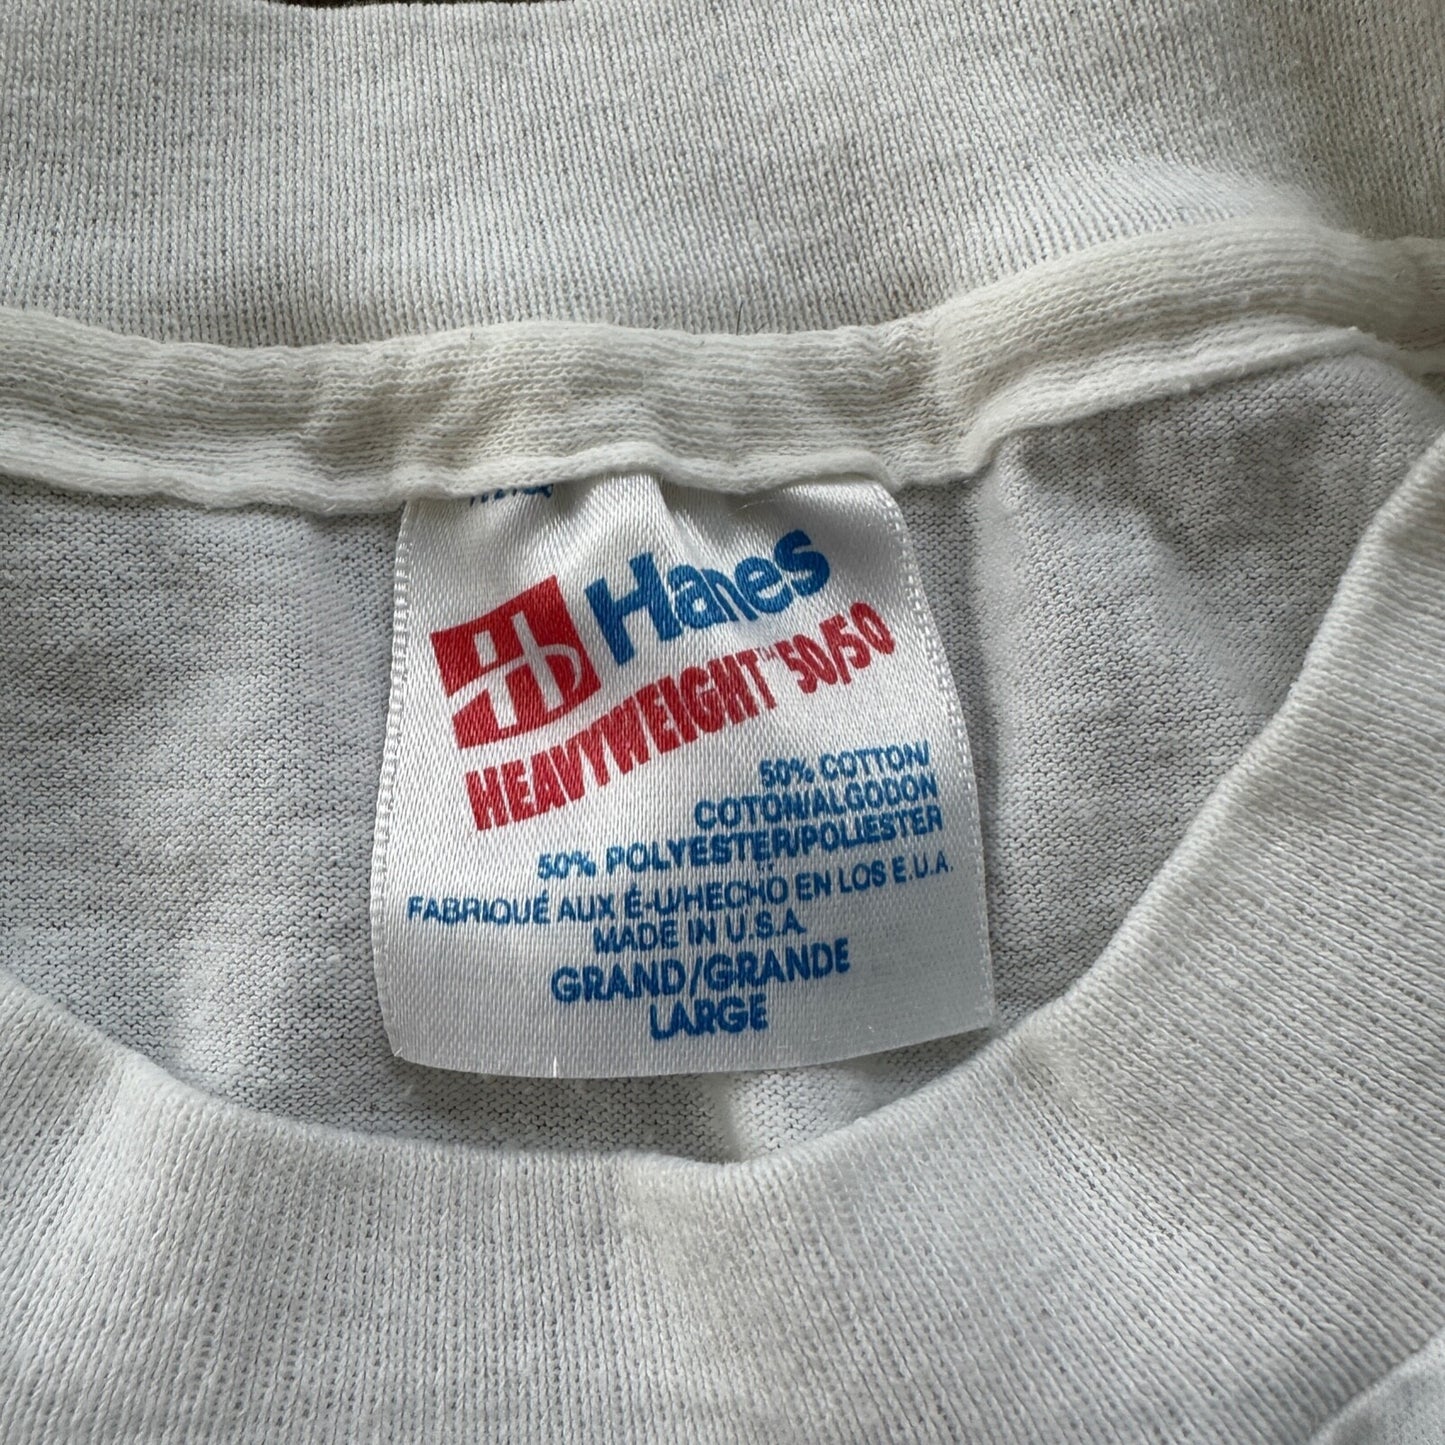 Hanes
HEAVYWEIGHT™ 50/50
50% COTTON/
COTON/ALGODON
50% POLYESTER/POLIESTER
FABRIQUÉ AUX É-U/HECHO EN LOS E.U.A.
MADE IN U.S.A.
GRAND/GRANDE
LARGE